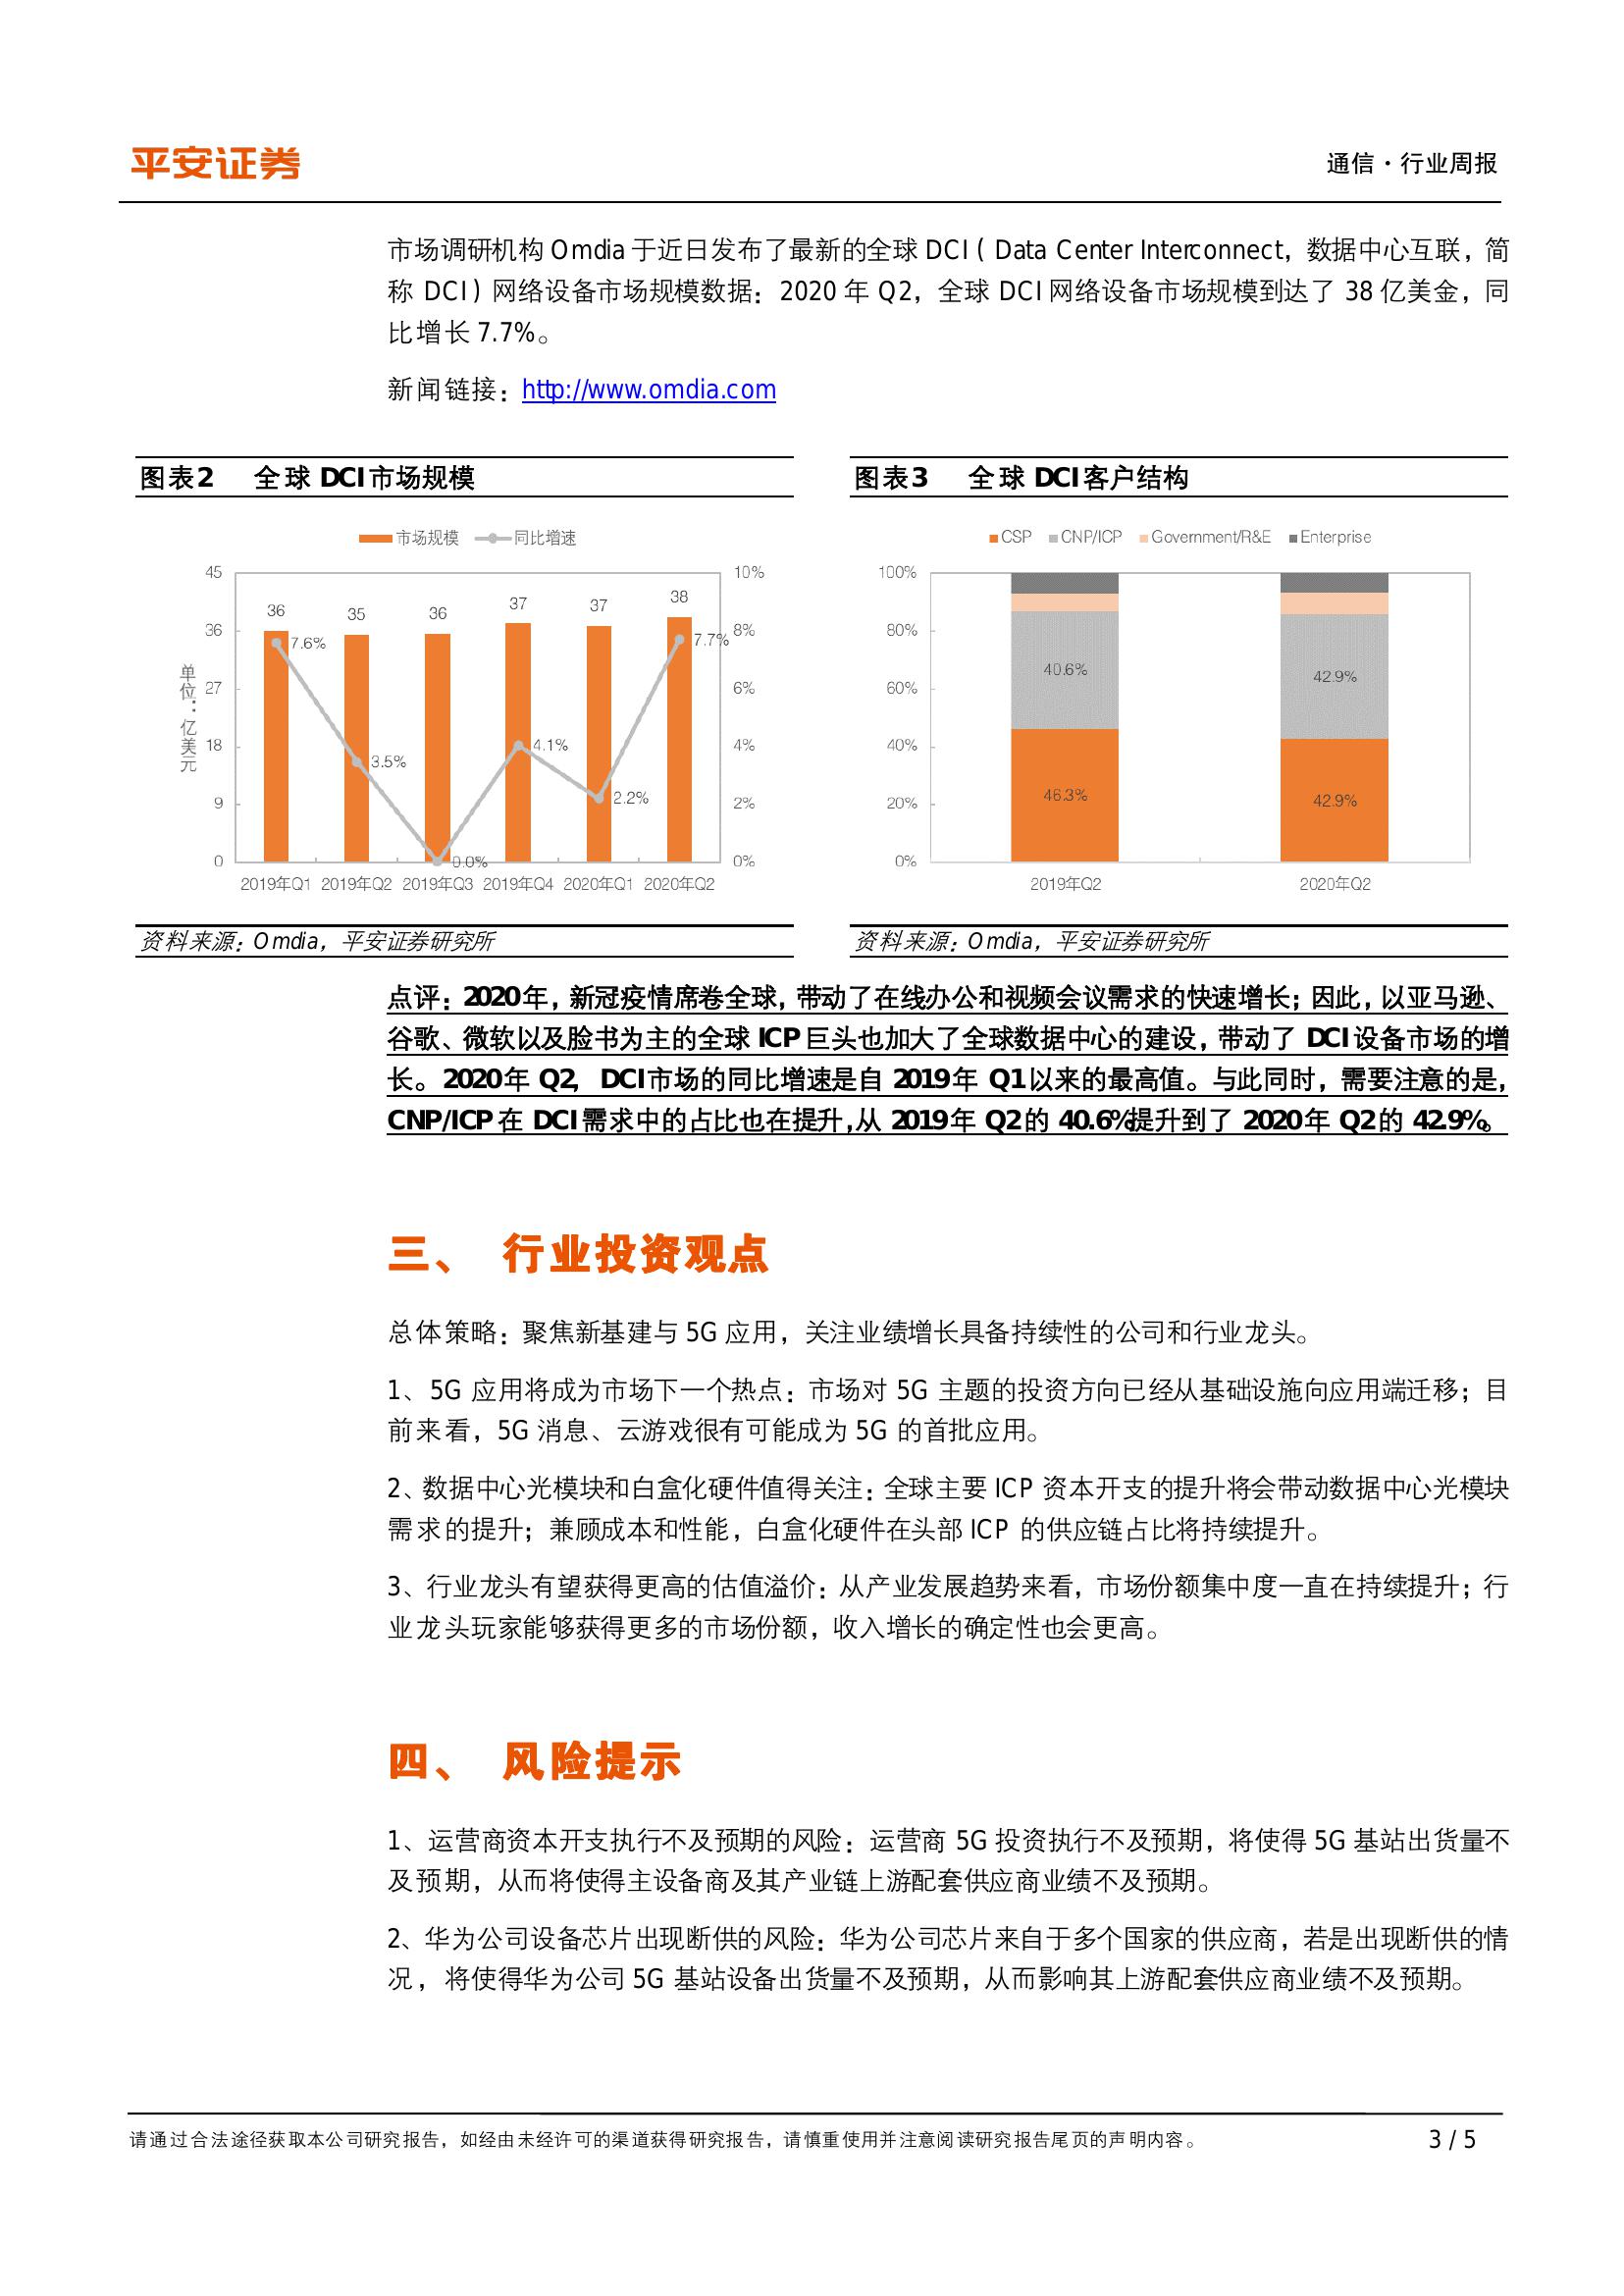 平安证券
通信·行业周报
市场调研机构 Omdia 于近日发布了最新的全球 DCI（Data Center Interconnect，数据中心互联，简
称 DCI）网络设备市场规模数据：2020 年 Q2，全球 DCI 网络设备市场规模到达了 38 亿美金，同
比增长 7.7%。
新闻链接：http://www.omdia.com
图表2 全球 DCI 市场规模
市场规模 同比增速
单位：亿美元
45
36
27
18
9
0
10%
8%
6%
4%
2%
0%
36 35 36 37 37 38
7.6% 3.5% 0.0% 4.1% 2.2% 7.7%
2019年Q1 2019年Q2 2019年Q3 2019年Q4 2020年Q1 2020年Q2
资料来源：Omdia，平安证券研究所
图表3 全球 DCI 客户结构
CSP CNP/ICP Government/R&E Enterprise
100%
80%
60%
40%
20%
0%
40.6% 42.9%
46.3% 42.9%
2019年Q2 2020年Q2
资料来源：Omdia，平安证券研究所
点评：2020 年，新冠疫情席卷全球，带动了在线办公和视频会议需求的快速增长；因此，以亚马逊、
谷歌、微软以及脸书为主的全球 ICP 巨头也加大了全球数据中心的建设，带动了 DCI 设备市场的增
长。2020 年 Q2，DCI 市场的同比增速是自 2019 年 Q1 以来的最高值。与此同时，需要注意的是，
CNP/ICP 在 DCI 需求中的占比也在提升，从 2019 年 Q2 的 40.6%提升到了 2020 年 Q2 的 42.9%。
三、 行业投资观点
总体策略：聚焦新基建与 5G 应用，关注业绩增长具备持续性的公司和行业龙头。
1、5G 应用将成为市场下一个热点：市场对 5G 主题的投资方向已经从基础设施向应用端迁移；目
前来看，5G 消息、云游戏很有可能成为 5G 的首批应用。
2、数据中心光模块和白盒化硬件值得关注：全球主要 ICP 资本开支的提升将会带动数据中心光模块
需求的提升；兼顾成本和性能，白盒化硬件在头部 ICP 的供应链占比将持续提升。
3、行业龙头有望获得更高的估值溢价：从产业发展趋势来看，市场份额集中度一直在持续提升；行
业龙头玩家能够获得更多的市场份额，收入增长的确定性也会更高。
四、 风险提示
1、运营商资本开支执行不及预期的风险：运营商 5G 投资执行不及预期，将使得 5G 基站出货量不
及预期，从而将使得主设备商及其产业链上游配套供应商业绩不及预期。
2、华为公司设备芯片出现断供的风险：华为公司芯片来自于多个国家的供应商，若是出现断供的情
况，将使得华为公司 5G 基站设备出货量不及预期，从而影响其上游配套供应商业绩不及预期。
请通过合法途径获取本公司研究报告，如经由未经许可的渠道获得研究报告，请慎重使用并注意阅读研究报告尾页的声明内容。
3 / 5